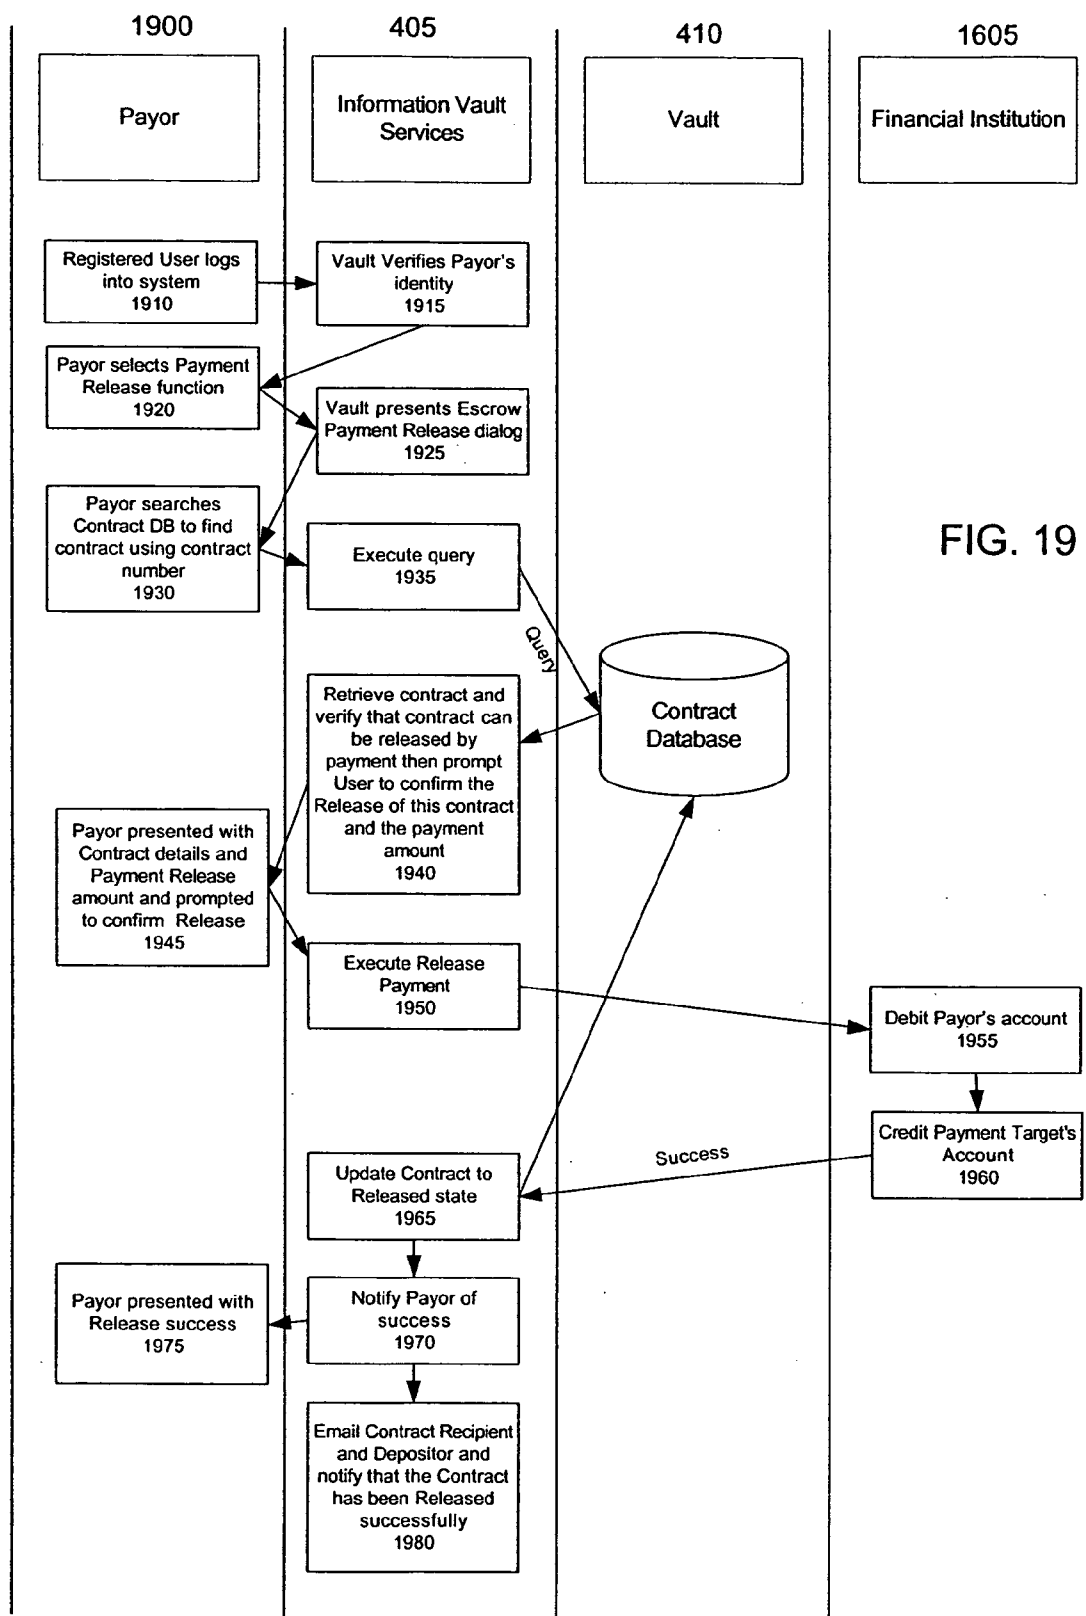 1900
405
410
1605
Payor
Information Vault
Services
Vault
Financial Institution
Registered User logs
into system
1910
Vault Verifies Payor's
identity
1915
Payor selects Payment
Release function
1920
Vault presents Escrow
Payment Release dialog
1925
Payor searches
Contract DB to find
contract using contract
number
1930
Execute query
1935
FIG. 19
Query
Contract
Database
Retrieve contract and
verify that contract can
be released by
payment then prompt
User to confirm the
Release of this contract
and the payment
amount
1940
Payor presented with
Contract details and
Payment Release
amount and prompted
to confirm Release
1945
Execute Release
Payment
1950
Debit Payor's account
1955
Credit Payment Target's
Account
1960
Success
Update Contract to
Released state
1965
Notify Payor of
success
1970
Payor presented with
Release success
1975
Email Contract Recipient
and Depositor and
notify that the Contract
has been Released
successfully
1980